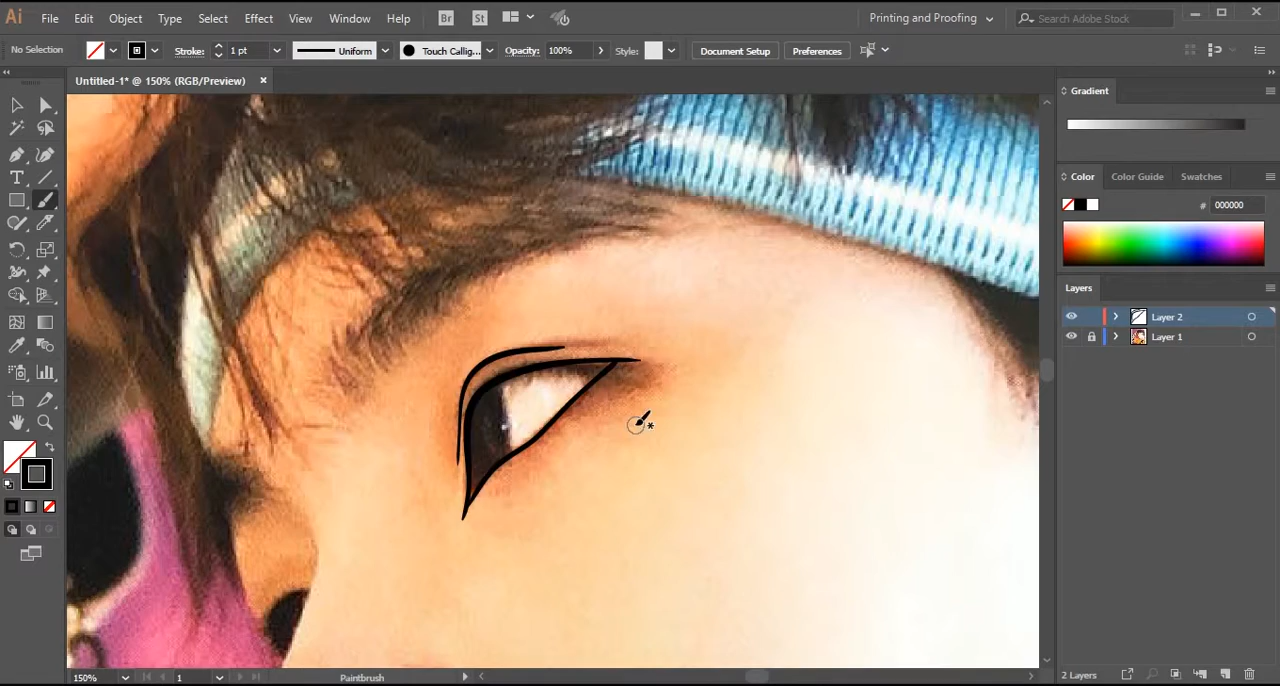 Ai File Edit Object Type Select Effect View Window Help Br St Printing and Proofing Search Adobe Stock
No Selection Stroke: 1 pt Uniform Touch Callig... Opacity: 100% Style: Document Setup Preferences
Untitled-1* @ 150% (RGB/Preview)
Gradient
Color Color Guide Swatches
# 000000
Layers
Layer 2
Layer 1
2 Layers
150% 1 Paintbrush